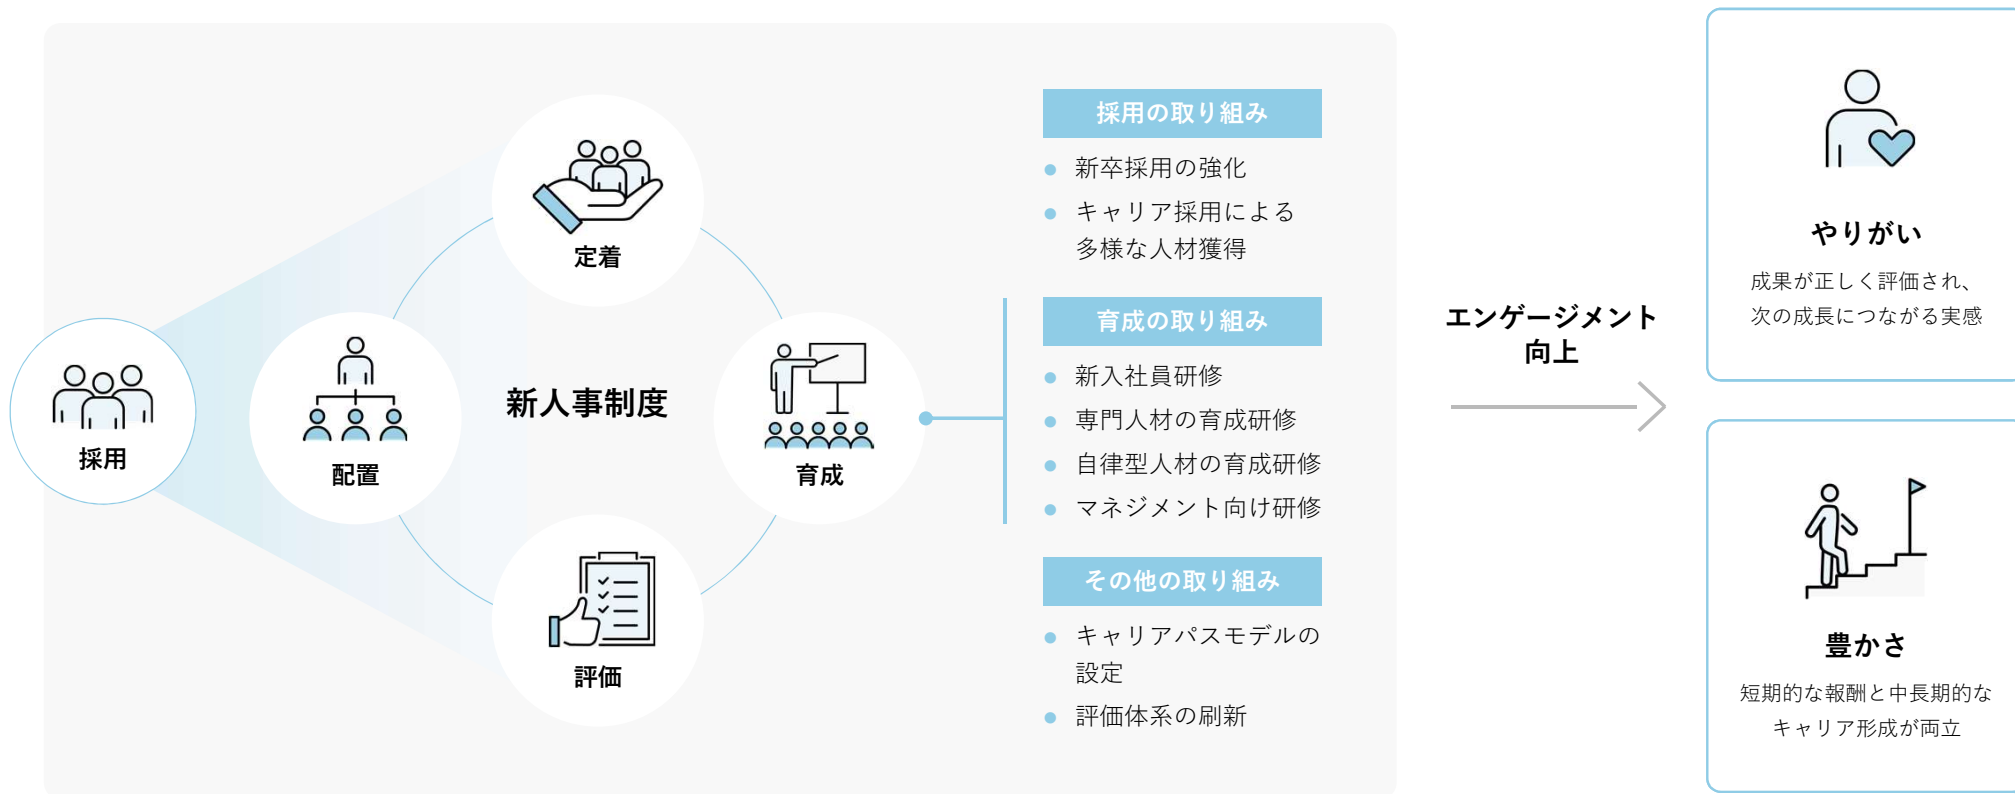 採用
定着
配置
新人事制度
育成
評価
採用の取り組み
新卒採用の強化
キャリア採用による
多様な人材獲得
育成の取り組み
新入社員研修
専門人材の育成研修
自律型人材の育成研修
マネジメント向け研修
その他の取り組み
キャリアパスモデルの
設定
評価体系の刷新
エンゲージメント
向上
やりがい
成果が正しく評価され、
次の成長につながる実感
豊かさ
短期的な報酬と中長期的な
キャリア形成が両立